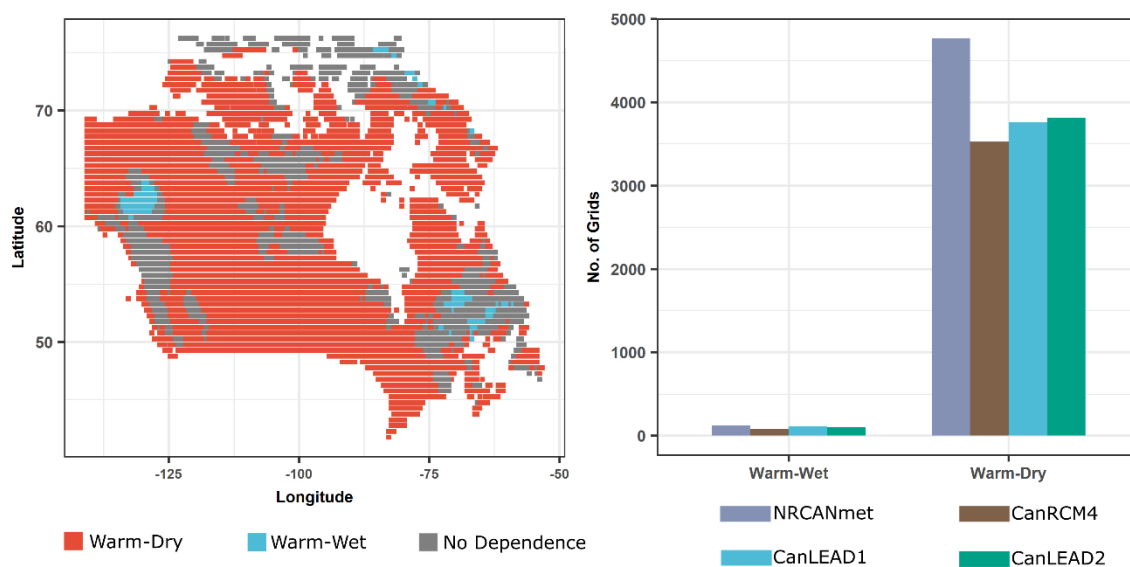 Latitude
70
60
50
-125
-100
-75
-50
Longitude
Warm-Dry
Warm-Wet
No Dependence
No. of Grids
5000
4000
3000
2000
1000
0
Warm-Wet
Warm-Dry
NRCANmet
CanRCM4
CanLEAD1
CanLEAD2